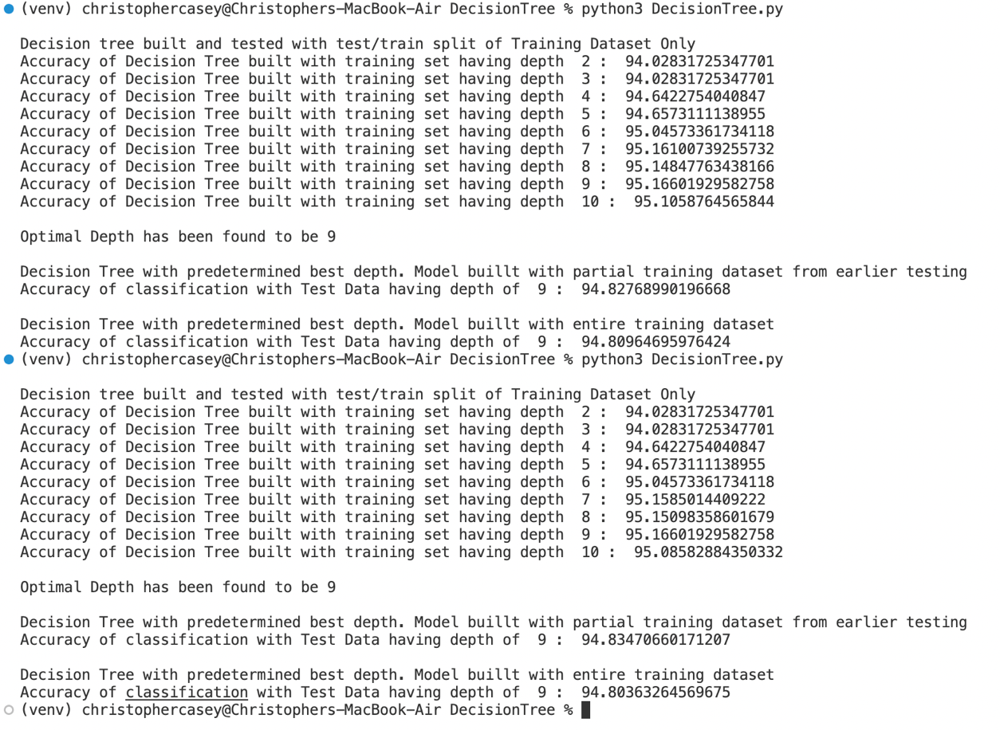 (venv) christophercasey@Christophers-MacBook-Air DecisionTree % python3 DecisionTree.py
Decision tree built and tested with test/train split of Training Dataset Only
Accuracy of Decision Tree built with training set having depth  2 :  94.02831725347701
Accuracy of Decision Tree built with training set having depth  3 :  94.02831725347701
Accuracy of Decision Tree built with training set having depth  4 :  94.6422754040847
Accuracy of Decision Tree built with training set having depth  5 :  94.6573111138955
Accuracy of Decision Tree built with training set having depth  6 :  95.04573361734118
Accuracy of Decision Tree built with training set having depth  7 :  95.16100739255732
Accuracy of Decision Tree built with training set having depth  8 :  95.14847763438166
Accuracy of Decision Tree built with training set having depth  9 :  95.16601929582758
Accuracy of Decision Tree built with training set having depth  10 :  95.1058764565844
Optimal Depth has been found to be 9
Decision Tree with predetermined best depth. Model buillt with partial training dataset from earlier testing
Accuracy of classification with Test Data having depth of  9 :  94.82768990196668
Decision Tree with predetermined best depth. Model buillt with entire training dataset
Accuracy of classification with Test Data having depth of  9 :  94.80964695976424
(venv) christophercasey@Christophers-MacBook-Air DecisionTree % python3 DecisionTree.py
Decision tree built and tested with test/train split of Training Dataset Only
Accuracy of Decision Tree built with training set having depth  2 :  94.02831725347701
Accuracy of Decision Tree built with training set having depth  3 :  94.02831725347701
Accuracy of Decision Tree built with training set having depth  4 :  94.6422754040847
Accuracy of Decision Tree built with training set having depth  5 :  94.6573111138955
Accuracy of Decision Tree built with training set having depth  6 :  95.04573361734118
Accuracy of Decision Tree built with training set having depth  7 :  95.1585014409222
Accuracy of Decision Tree built with training set having depth  8 :  95.15098358601679
Accuracy of Decision Tree built with training set having depth  9 :  95.16601929582758
Accuracy of Decision Tree built with training set having depth  10 :  95.08582884350332
Optimal Depth has been found to be 9
Decision Tree with predetermined best depth. Model buillt with partial training dataset from earlier testing
Accuracy of classification with Test Data having depth of  9 :  94.83470660171207
Decision Tree with predetermined best depth. Model buillt with entire training dataset
Accuracy of classification with Test Data having depth of  9 :  94.80363264569675
(venv) christophercasey@Christophers-MacBook-Air DecisionTree %